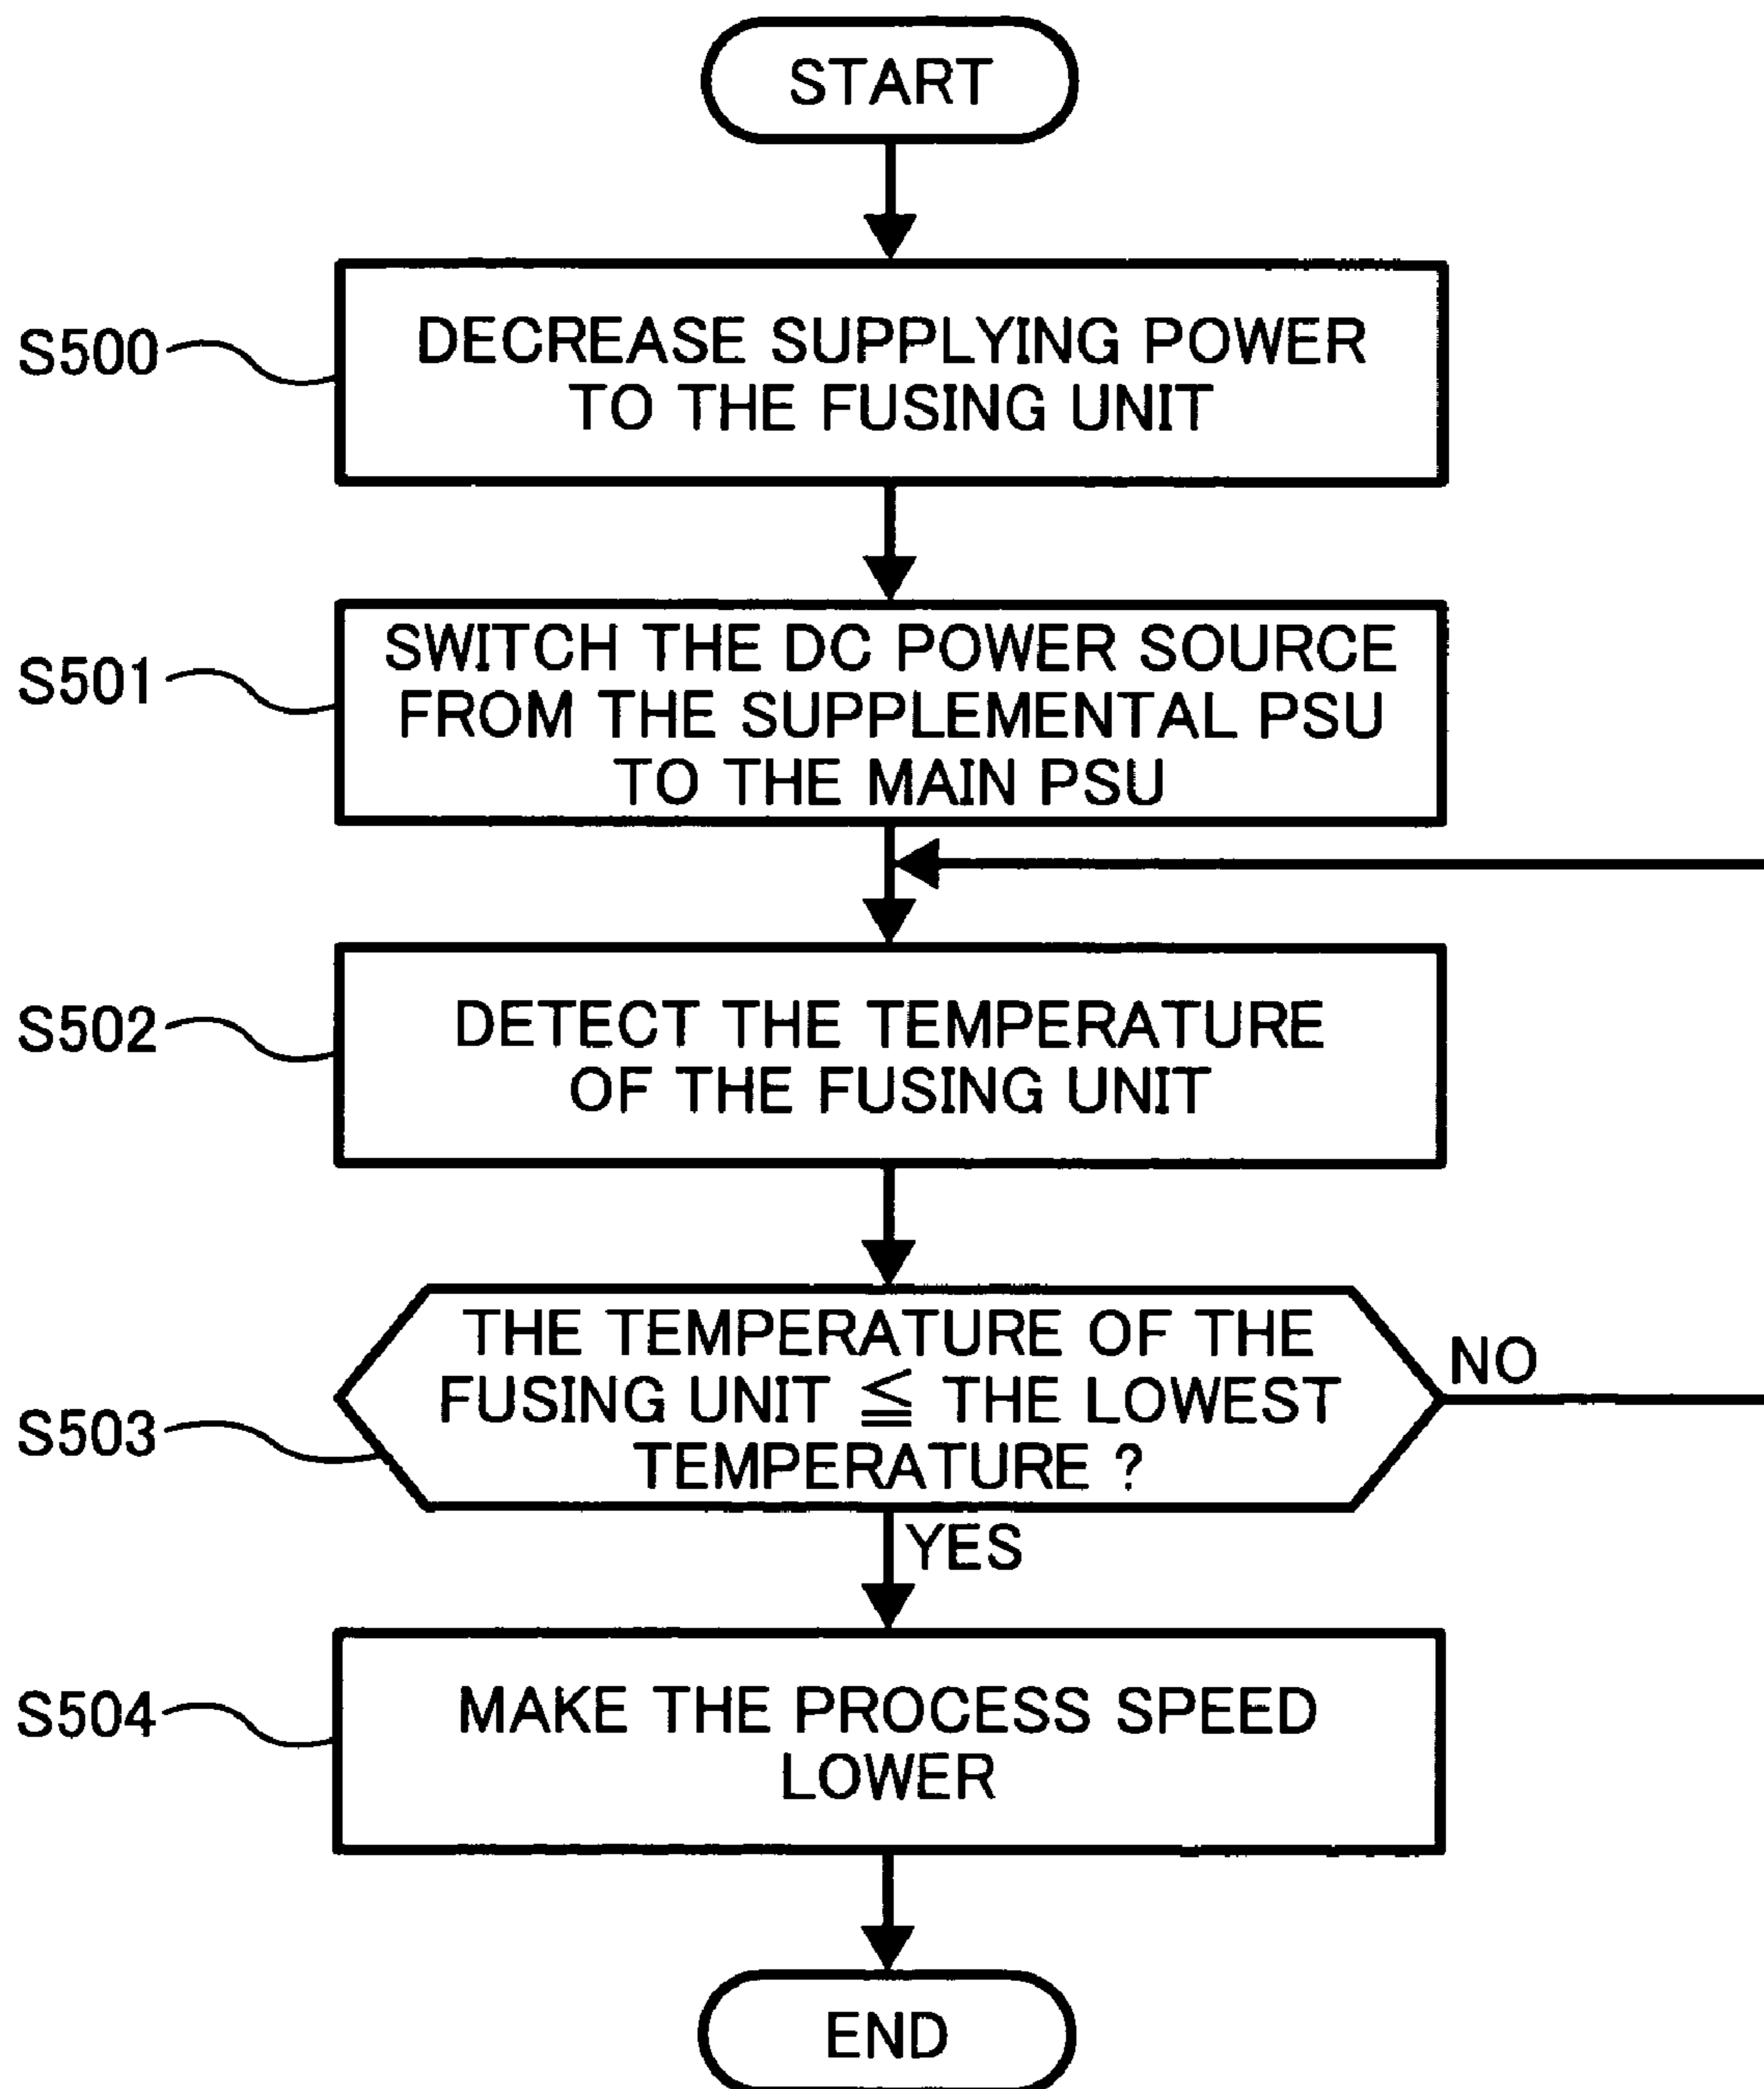 START
S500
DECREASE SUPPLYING POWER
TO THE FUSING UNIT
S501
SWITCH THE DC POWER SOURCE
FROM THE SUPPLEMENTAL PSU
TO THE MAIN PSU
S502
DETECT THE TEMPERATURE
OF THE FUSING UNIT
S503
THE TEMPERATURE OF THE
FUSING UNIT ≦ THE LOWEST
TEMPERATURE ?
NO
YES
S504
MAKE THE PROCESS SPEED
LOWER
END